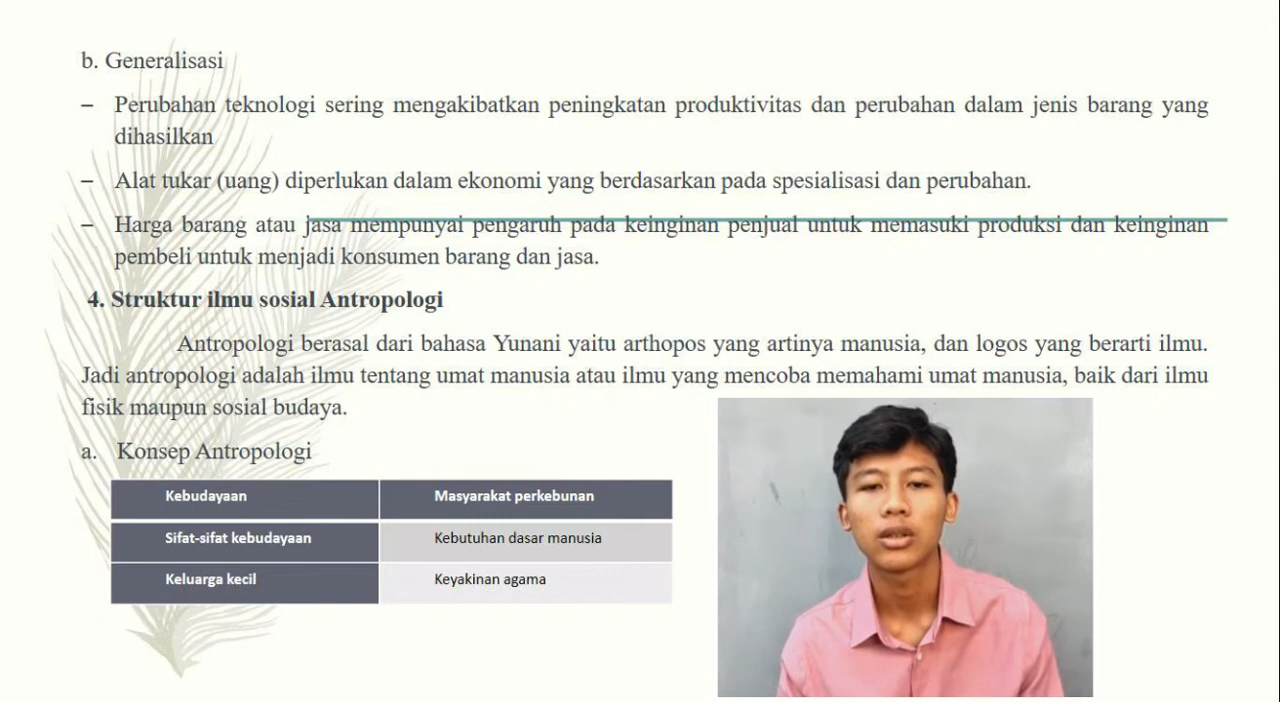 b. Generalisasi
– Perubahan teknologi sering mengakibatkan peningkatan produktivitas dan perubahan dalam jenis barang yang
dihasilkan
– Alat tukar (uang) diperlukan dalam ekonomi yang berdasarkan pada spesialisasi dan perubahan.
– Harga barang atau jasa mempunyai pengaruh pada keinginan penjual untuk memasuki produksi dan keinginan
pembeli untuk menjadi konsumen barang dan jasa.
4. Struktur ilmu sosial Antropologi
Antropologi berasal dari bahasa Yunani yaitu arthopos yang artinya manusia, dan logos yang berarti ilmu.
Jadi antropologi adalah ilmu tentang umat manusia atau ilmu yang mencoba memahami umat manusia, baik dari ilmu
fisik maupun sosial budaya.
a. Konsep Antropologi
Kebudayaan Masyarakat perkebunan
Sifat-sifat kebudayaan Kebutuhan dasar manusia
Keluarga kecil Keyakinan agama